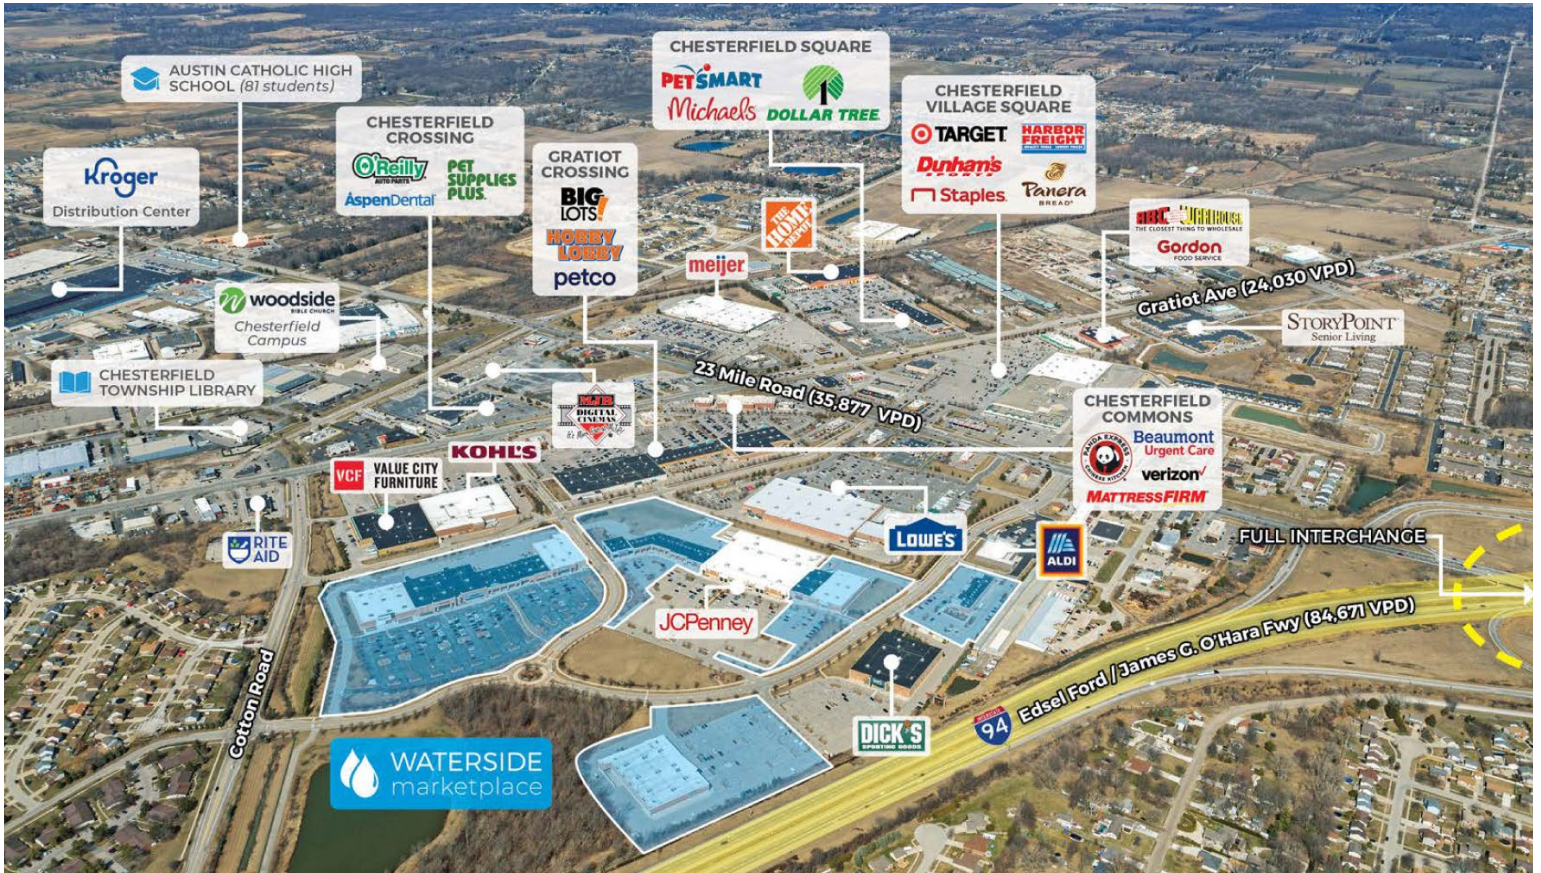 CHESTERFIELD SQUARE
PETSMART
Michaels
DOLLAR TREE
AUSTIN CATHOLIC HIGH
SCHOOL (81 students)
CHESTERFIELD
VILLAGE SQUARE
TARGET
HARBOR
FREIGHT
Dunham's
SPORTS
Staples
Panera
BREAD
CHESTERFIELD
CROSSING
O'Reilly
AUTO PARTS
PET
SUPPLIES
PLUS
AspenDental
GRATIOT
CROSSING
BIG
LOTS!
HOBBY
LOBBY
petco
Kroger
Distribution Center
THE
HOME
DEPOT
meijer
ABC WAREHOUSE
THE CLOSEST THING TO WHOLESALE
Gordon
FOOD SERVICE
Gratiot Ave (24,030 VPD)
woodside
BIBLE CHURCH
Chesterfield
Campus
STORYPOINT
Senior Living
CHESTERFIELD
TOWNSHIP LIBRARY
23 Mile Road (35,877 VPD)
MJR
DIGITAL
CINEMAS
CHESTERFIELD
COMMONS
PANDA EXPRESS
CHINESE KITCHEN
Beaumont
Urgent Care
verizon
MATTRESSFIRM
KOHL'S
VCF
VALUE CITY
FURNITURE
RITE
AID
LOWE'S
ALDI
FULL INTERCHANGE
JCPenney
Edsel Ford / James G. O'Hara Fwy (84,671 VPD)
INTERSTATE
94
Cotton Road
DICK'S
SPORTING GOODS
WATERSIDE
marketplace